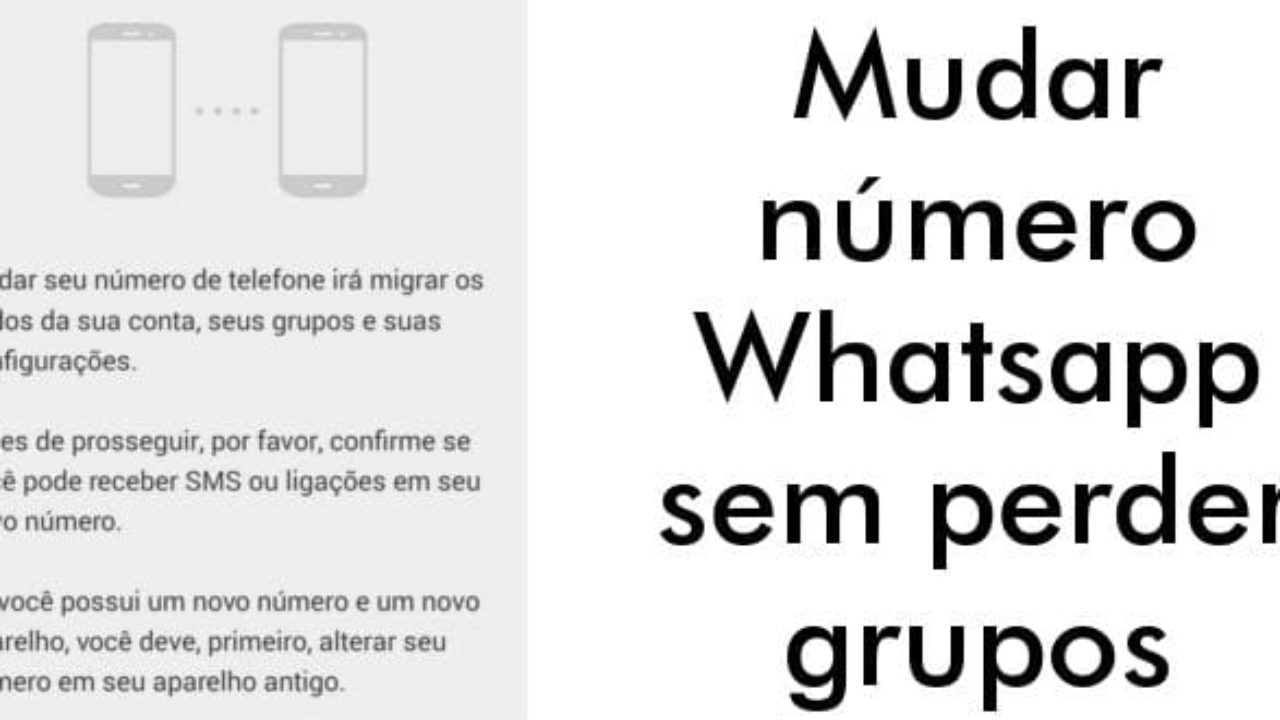 dar seu número de telefone irá migrar os
dos da sua conta, seus grupos e suas
nfigurações.
es de prosseguir, por favor, confirme se
cê pode receber SMS ou ligações em seu
vo número.
você possui um novo número e um novo
arelho, você deve, primeiro, alterar seu
mero em seu aparelho antigo.
Mudar
número
Whatsapp
sem perder
grupos